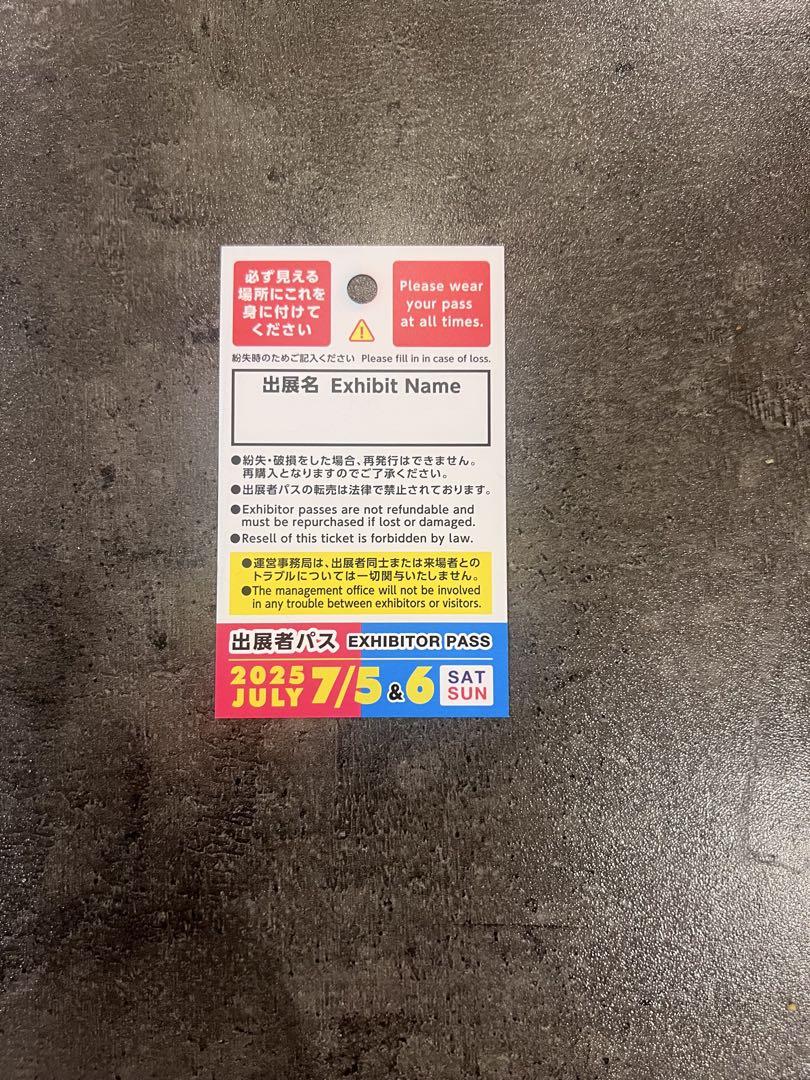 必ず見える
場所にこれを
身に付けて
ください
Please wear
your pass
at all times.
紛失時のためご記入ください Please fill in in case of loss.
出展名 Exhibit Name
●紛失・破損をした場合、再発行はできません。
再購入となりますのでご了承ください。
●出展者パスの転売は法律で禁止されております。
●Exhibitor passes are not refundable and
must be repurchased if lost or damaged.
●Resell of this ticket is forbidden by law.
●運営事務局は、出展者同士または来場者との
トラブルについては一切関与いたしません。
●The management office will not be involved
in any trouble between exhibitors or visitors.
出展者パス EXHIBITOR PASS
2025
JULY 7/5 & 6 SAT
SUN